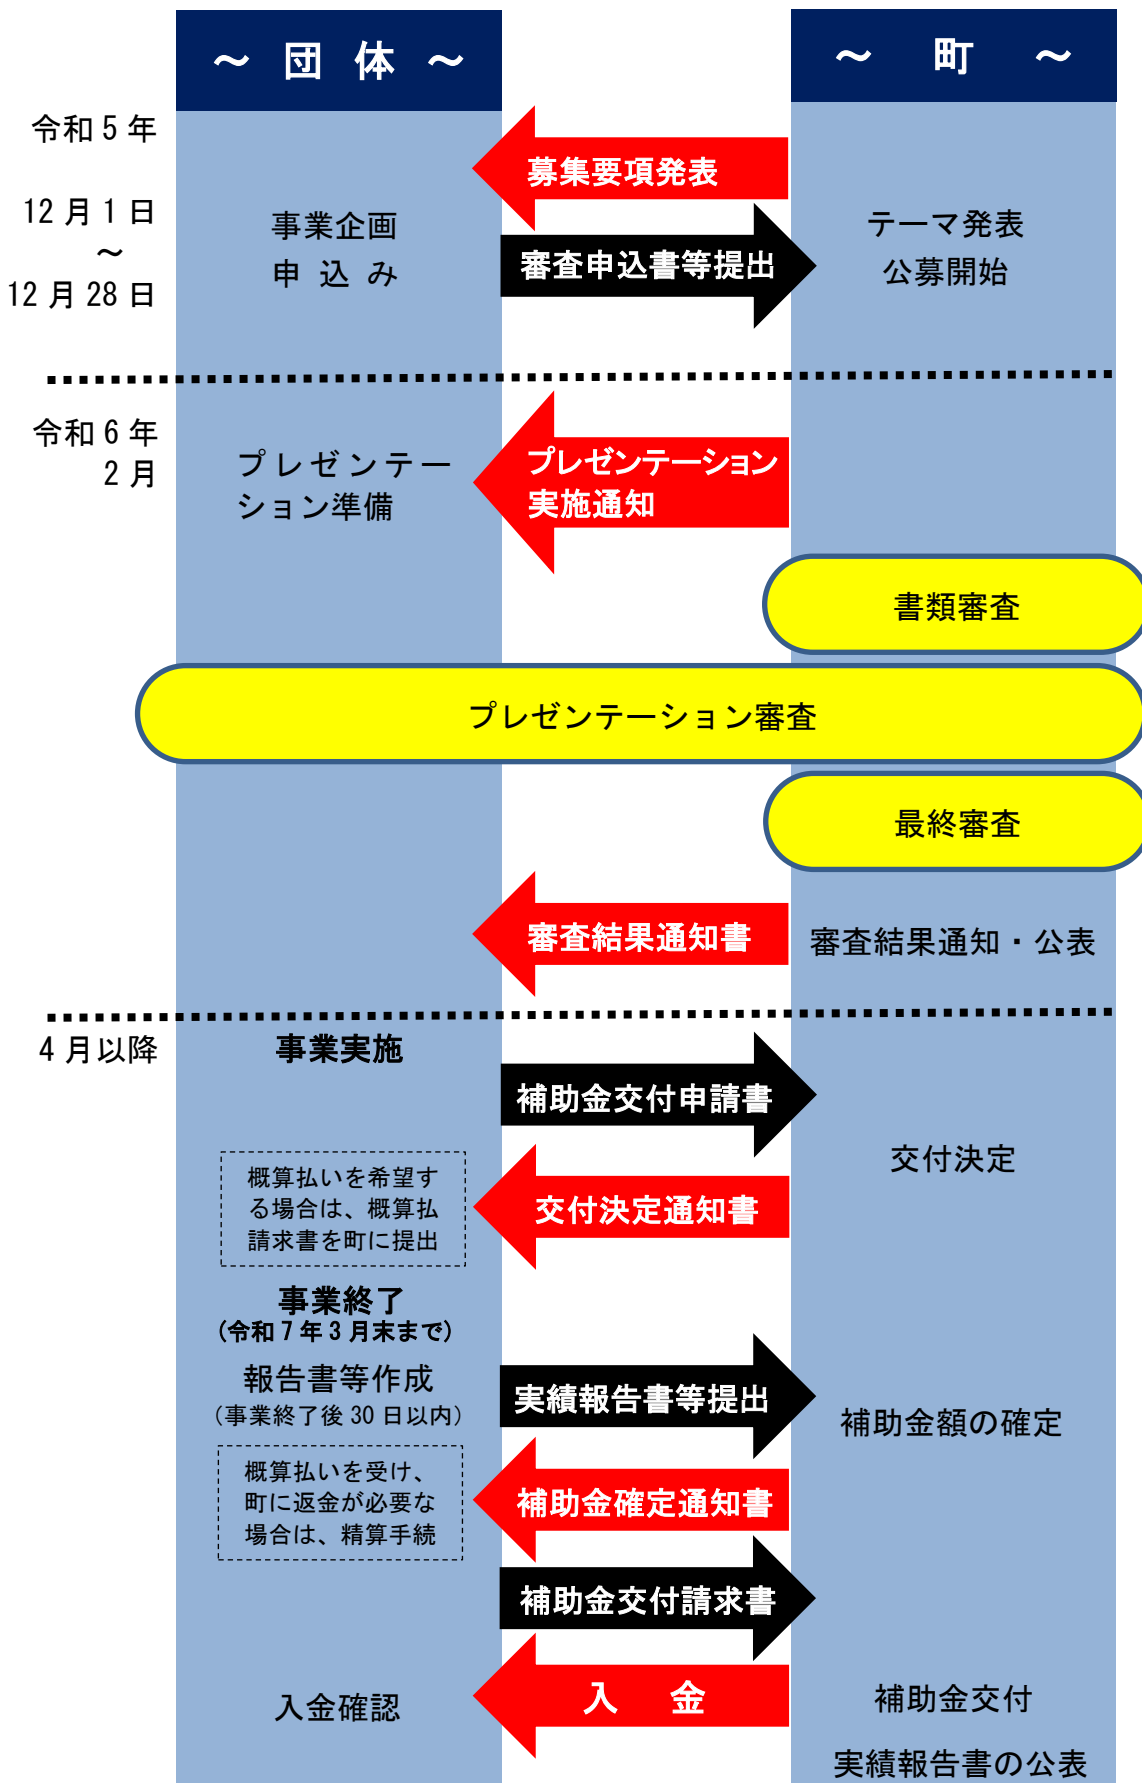 ～ 団 体 ～
～ 町 ～
令和５年
12 月 1 日
～
12 月 28 日
事業企画
申 込 み
募集要項発表
審査申込書等提出
テーマ発表
公募開始
令和６年
２月
プレゼンテー
ション準備
プレゼンテーション
実施通知
書類審査
プレゼンテーション審査
最終審査
審査結果通知書
審査結果通知・公表
４月以降
事業実施
補助金交付申請書
交付決定
概算払いを希望す
る場合は、概算払
請求書を町に提出
交付決定通知書
事業終了
（令和７年３月末まで）
報告書等作成
（事業終了後 30 日以内）
実績報告書等提出
補助金額の確定
概算払いを受け、
町に返金が必要な
場合は、精算手続
補助金確定通知書
補助金交付請求書
入金確認
入 金
補助金交付
実績報告書の公表